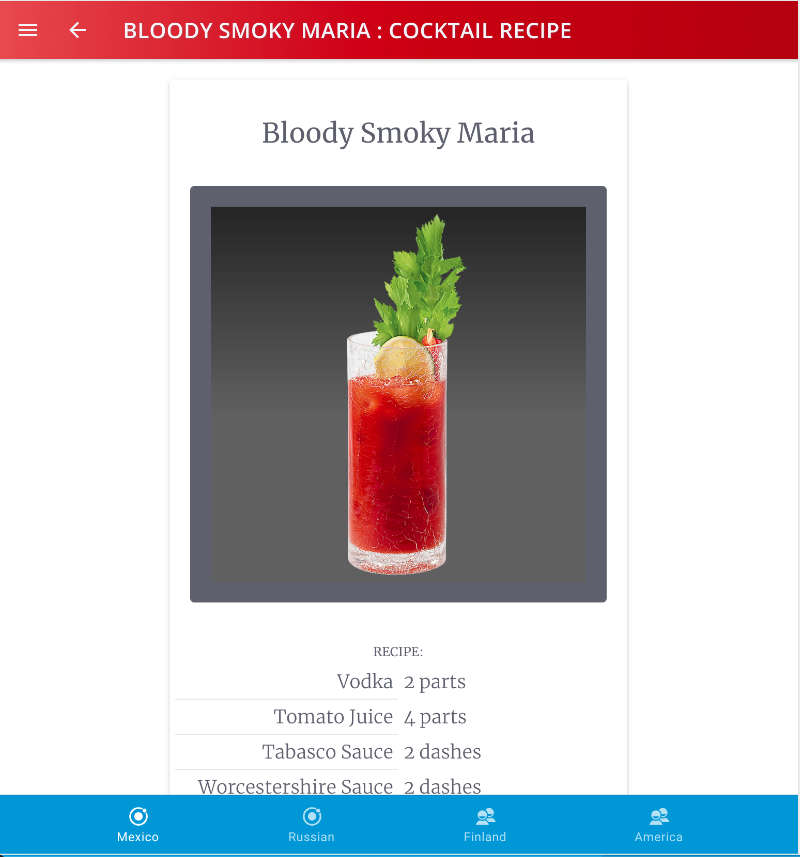 BLOODY SMOKY MARIA : COCKTAIL RECIPE
Bloody Smoky Maria
RECIPE:
Vodka 2 parts
Tomato Juice 4 parts
Tabasco Sauce 2 dashes
Worcestershire Sauce 2 dashes
Mexico Russian Finland America